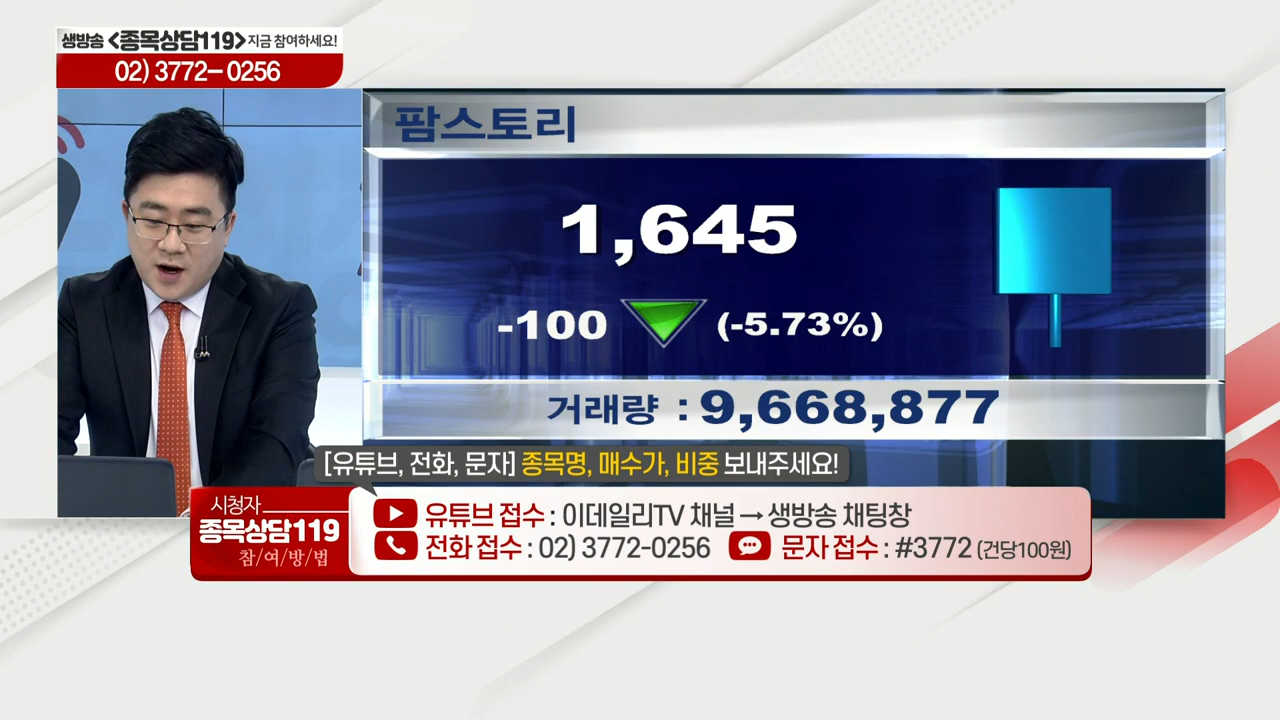 생방송 <종목상담119> 지금 참여하세요!
02) 3772-0256
팜스토리
1,645
-100 (-5.73%)
거래량 : 9,668,877
[유튜브, 전화, 문자] 종목명, 매수가, 비중 보내주세요!
시청자
종목상담119
참/여/방/법
유튜브 접수 : 이데일리TV 채널 → 생방송 채팅창
전화 접수 : 02) 3772-0256 문자 접수 : #3772 (건당100원)